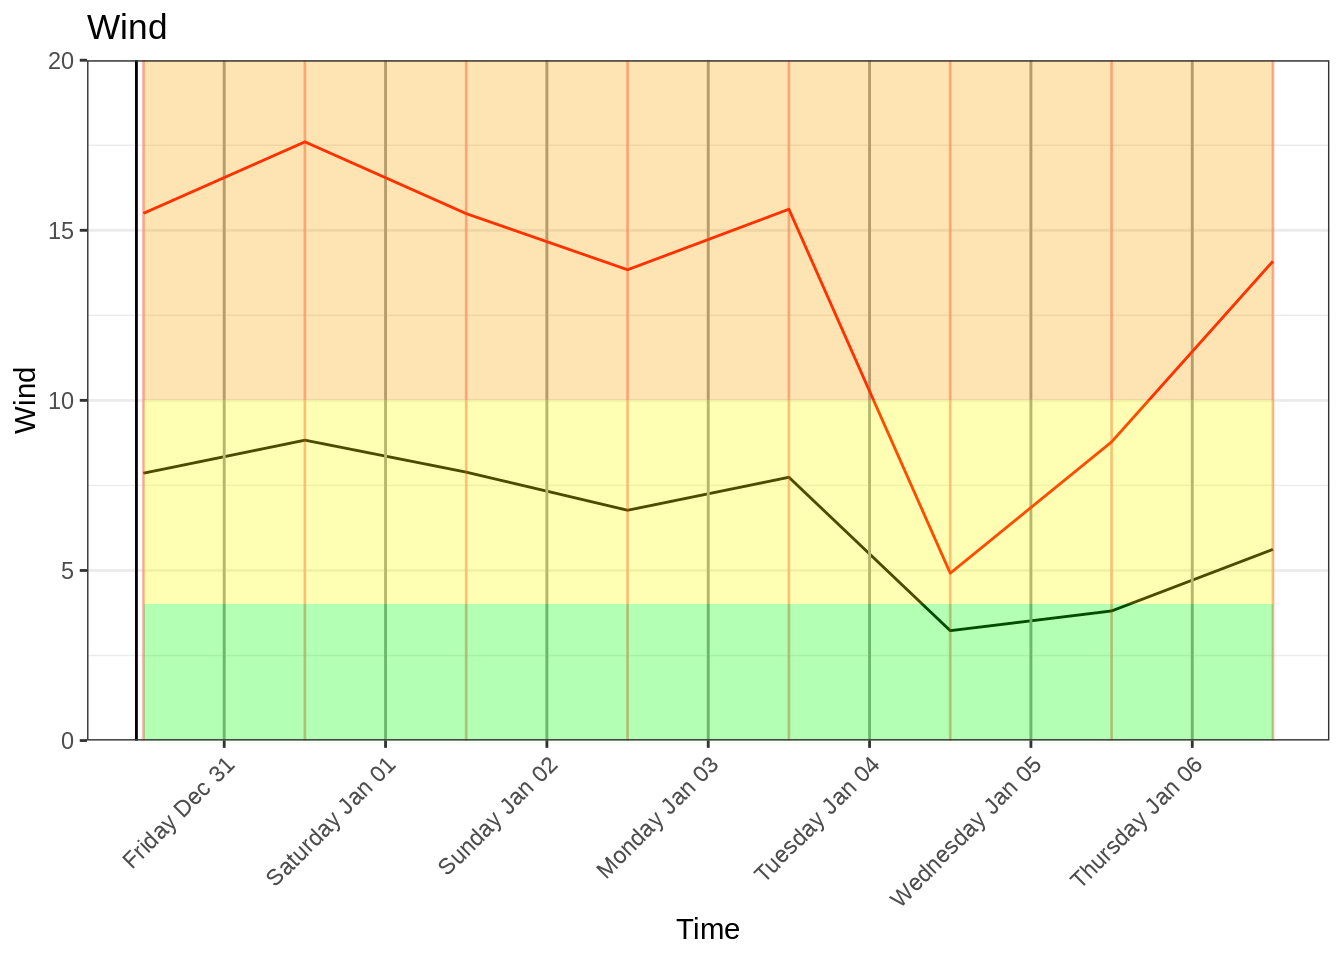 Wind
20
15
10
5
0
Wind
Friday Dec 31
Saturday Jan 01
Sunday Jan 02
Monday Jan 03
Tuesday Jan 04
Wednesday Jan 05
Thursday Jan 06
Time